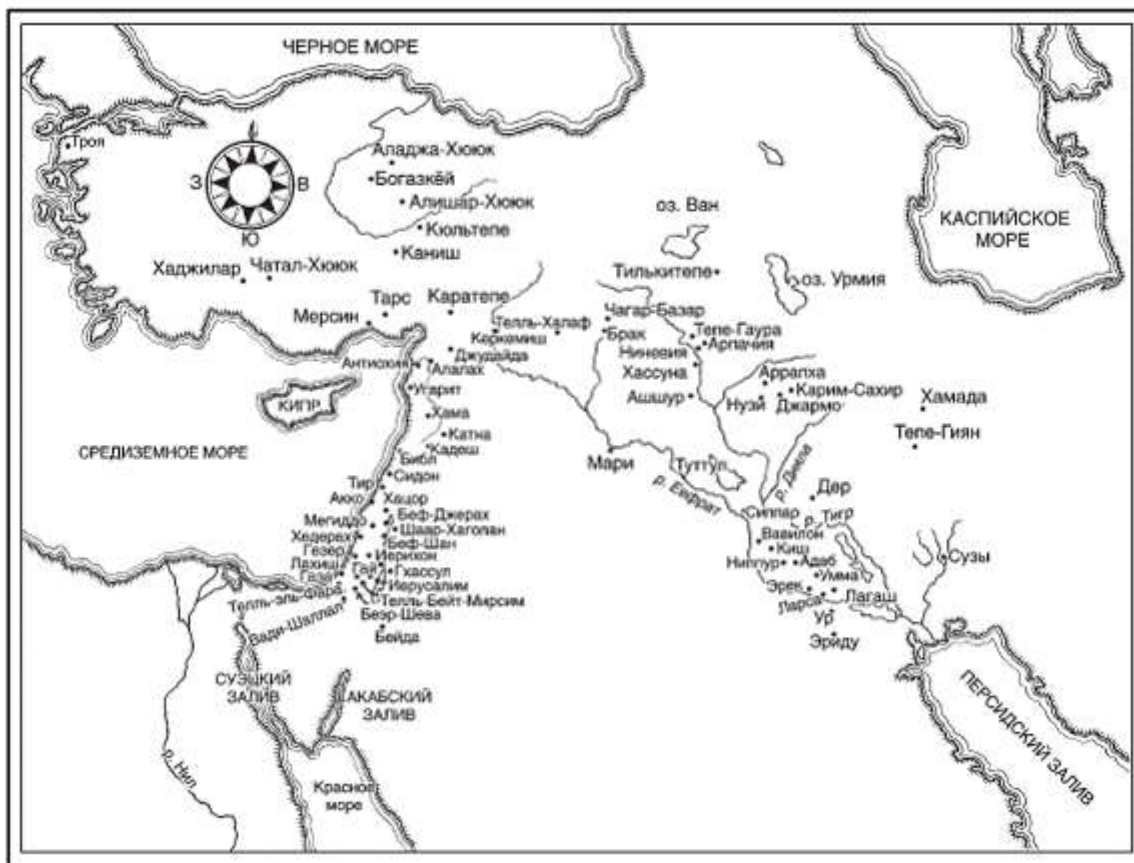 ЧЕРНОЕ МОРЕ
Троя
Аладжа-Хююк
З
В
Ю
Богазкёй
Алишар-Хююк
Кюльтепе
Каниш
Хаджилар
Чатал-Хююк
оз. Ван
КАСПИЙСКОЕ
МОРЕ
Тилькитепе
оз. Урмия
Тарс
Каратепе
Мерсин
Чагар-Базар
Телль-Халаф
Керкемиш
Брак
Тепе-Гаура
Арпачия
Ниневия
Джудайда
Антиохия
Алалах
Хассуна
Аррапха
Карим-Сахир
Угарит
Ашшур
Нузй
Джармо
Хамада
КИПР
Хама
Катна
Тепе-Гиян
СРЕДИЗЕМНОЕ МОРЕ
Кадеш
Библ
Мари
Туттул
р. Диала
Сидон
Тир
р. Евфрат
Дер
Акко
Хацор
Сиппар
р. Тигр
Беф-Джерах
Мегиддо
Шаар-Хаголан
Вавилон
Хедерах
Беф-Шан
Киш
Сузы
Гезер
Иерихон
Ниппур
Адаб
Лахиш
Гай
Гхассул
Умма
Газа
Иерусалим
Эрек
Лагаш
Телль-эль-Фара
Телль-Бейт-Мирсим
Ларса
Беэр-Шева
Ур
Вади-Шаллал
Бейда
Эриду
СУЭЦКИЙ
ЗАЛИВ
АКАБСКИЙ
ЗАЛИВ
ПЕРСИДСКИЙ ЗАЛИВ
р. Нил
Красное
море